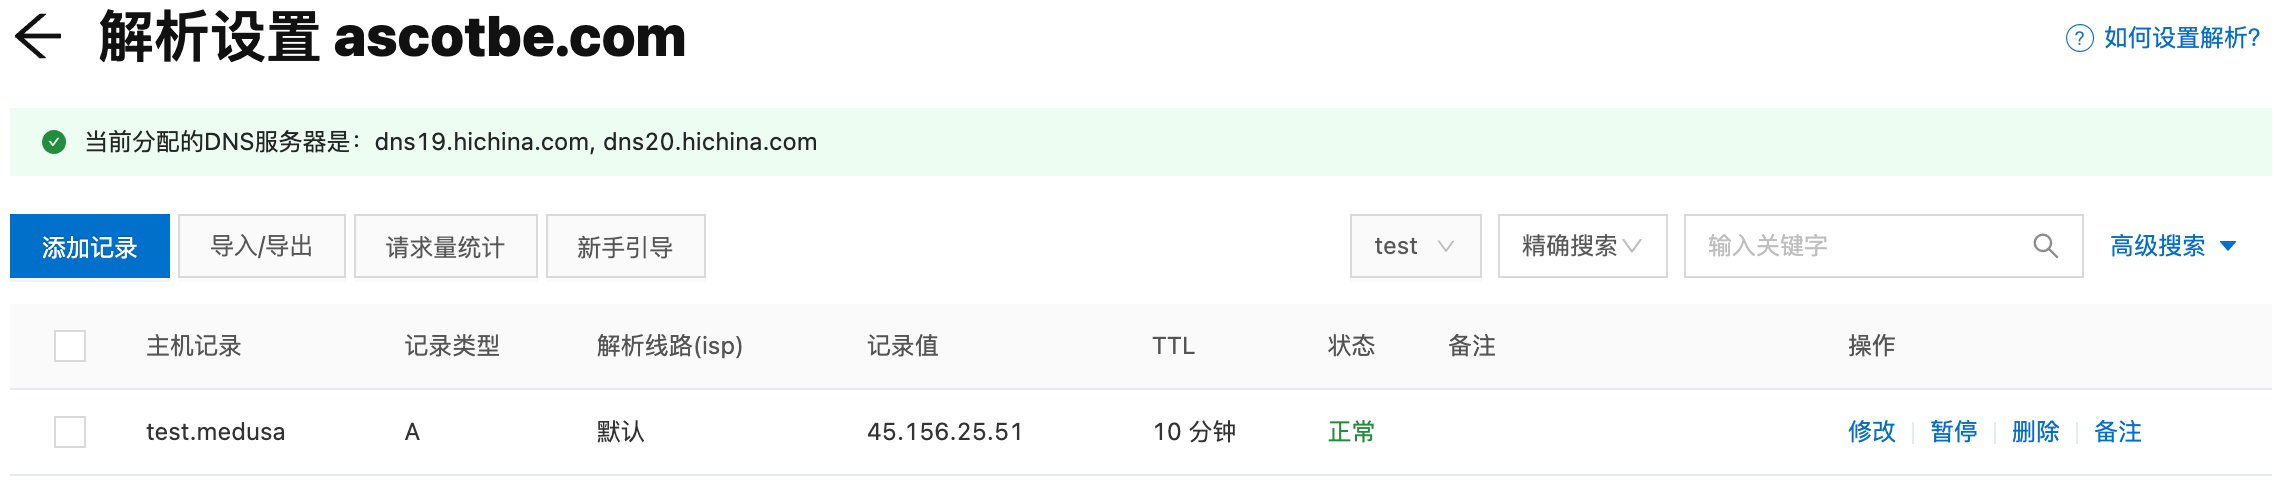 解析设置 ascotbe.com
如何设置解析?
当前分配的DNS服务器是：dns19.hichina.com, dns20.hichina.com
添加记录 导入/导出 请求量统计 新手引导 test 精确搜索 输入关键字 高级搜索
主机记录 记录类型 解析线路(isp) 记录值 TTL 状态 备注 操作
test.medusa A 默认 45.156.25.51 10 分钟 正常 修改 暂停 删除 备注